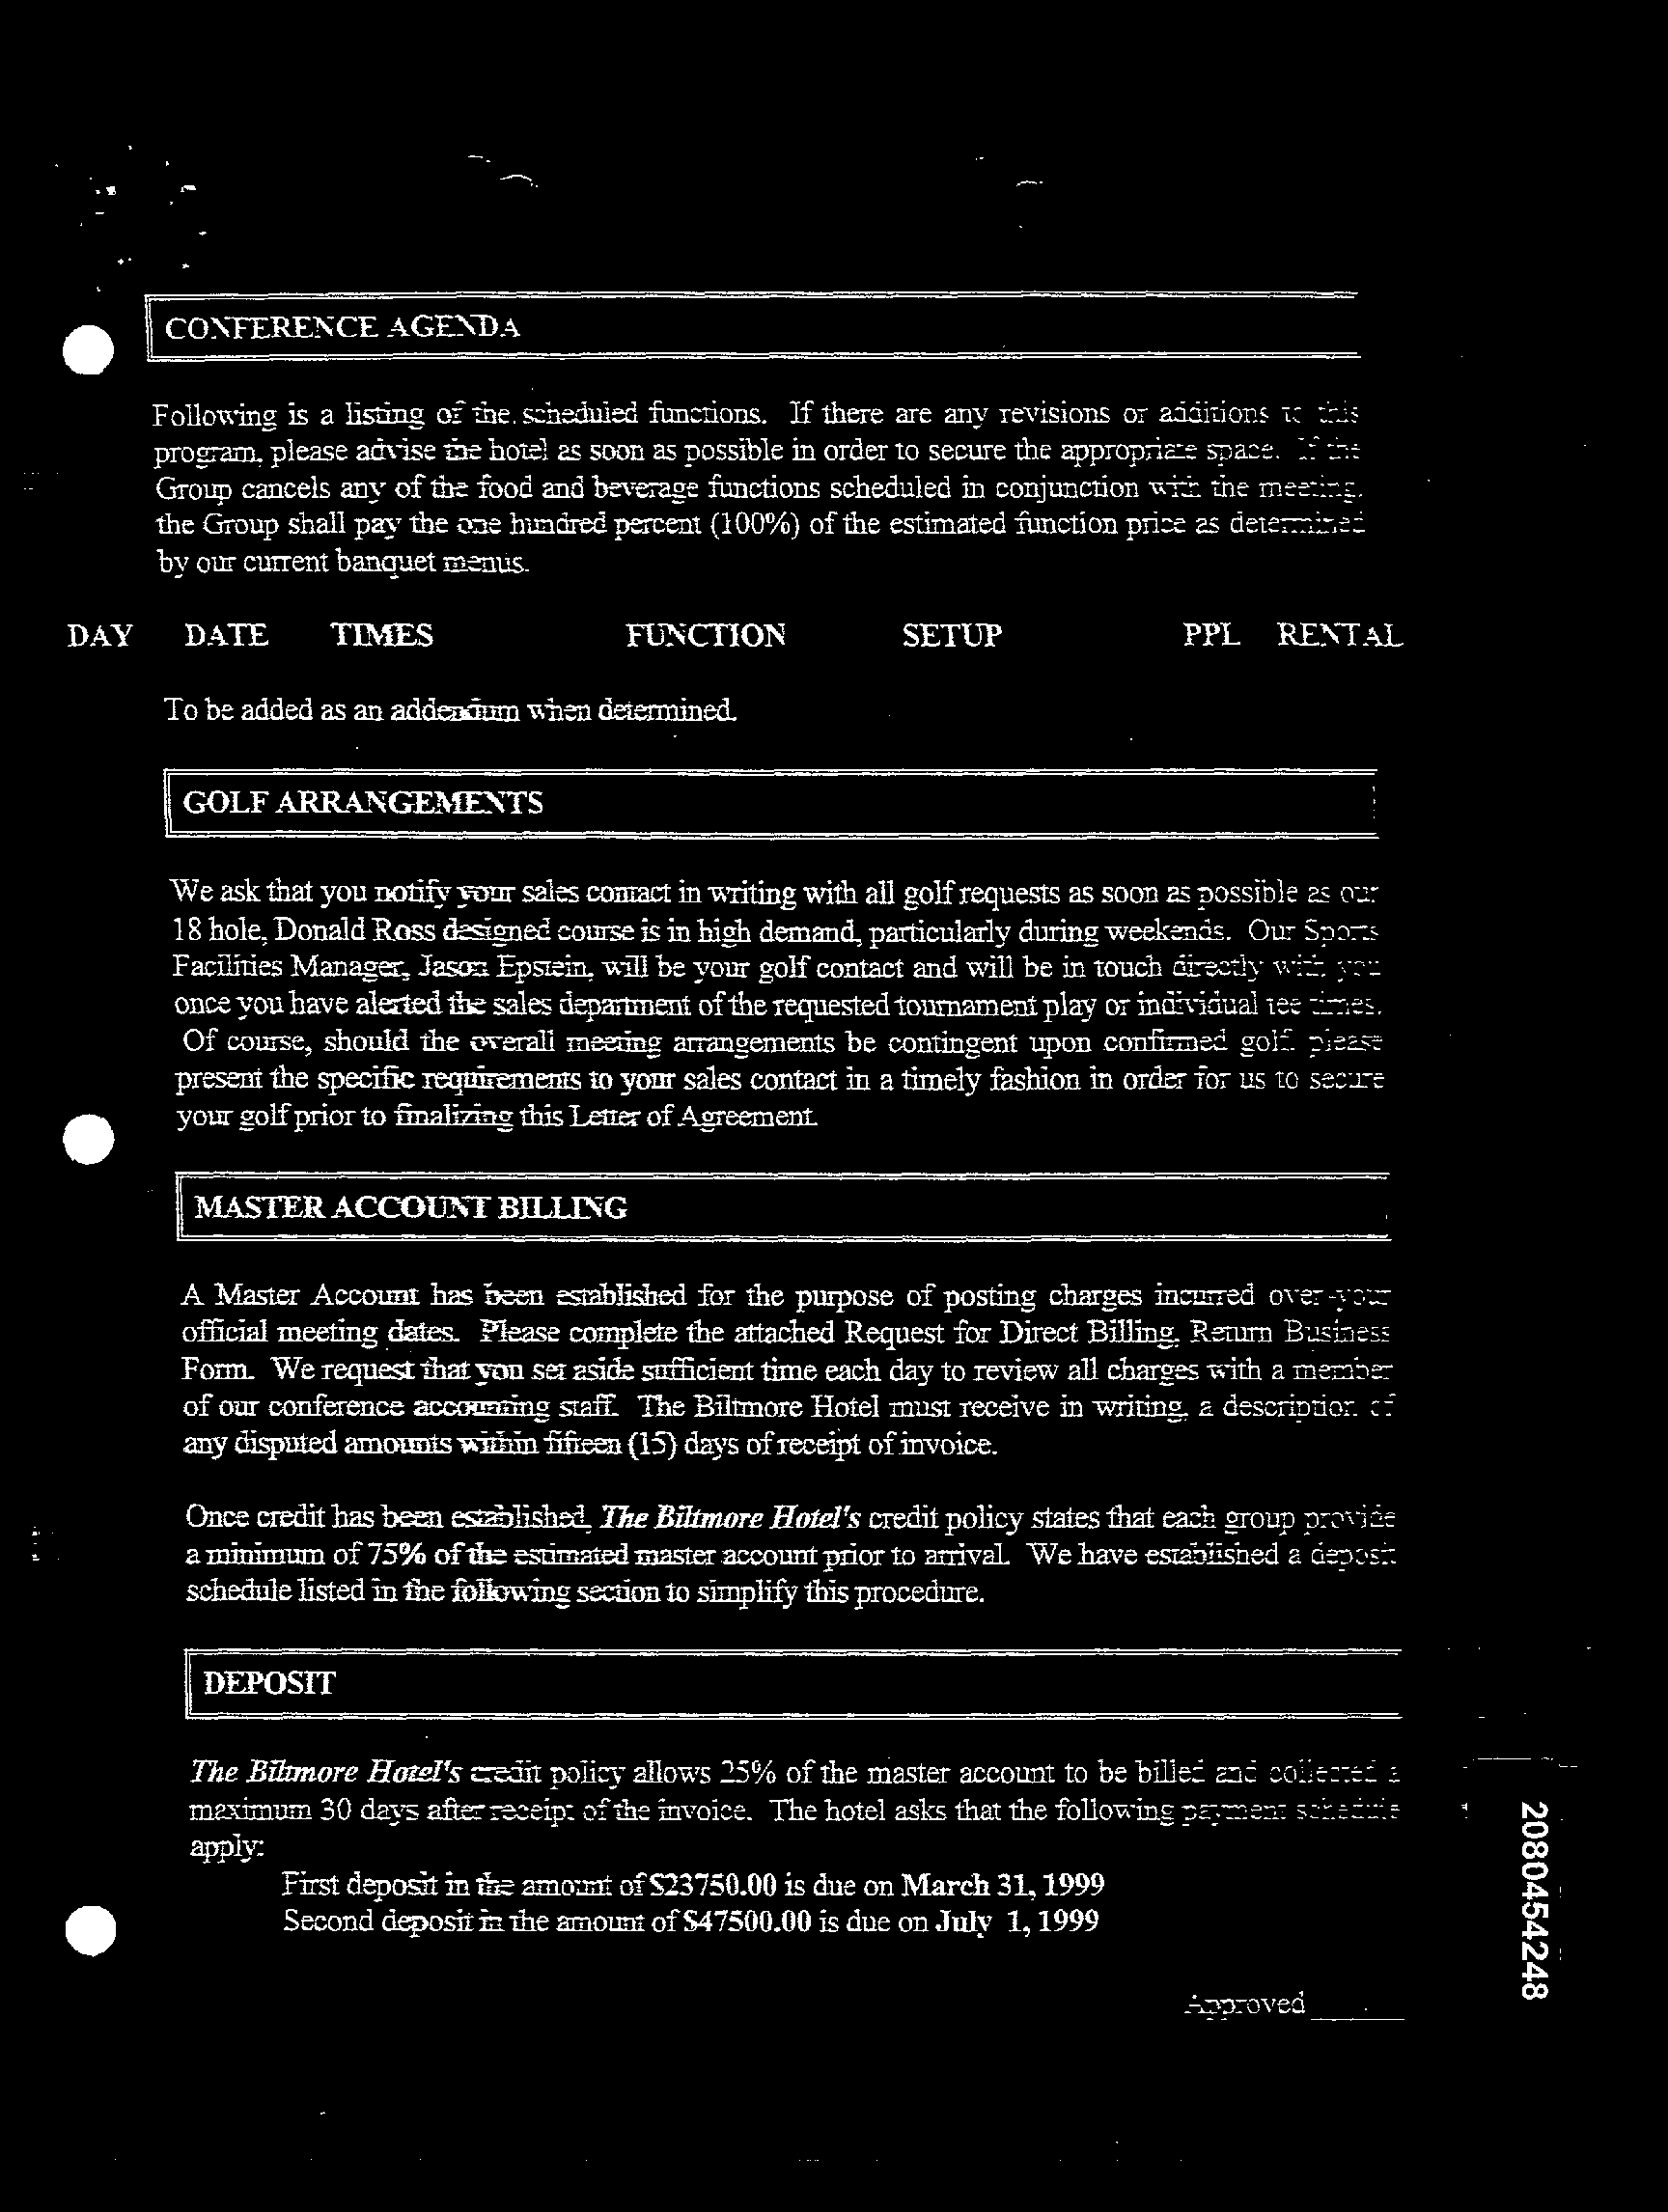 CONFERENCE AGENDA
Following is a listing of the scheduled functions. If there are any revisions or additions to this
program, please advise the hotel as soon as possible in order to secure the appropriate space. If the
Group cancels any of the food and beverage functions scheduled in conjunction with the meeting,
the Group shall pay the one hundred percent (100%) of the estimated function price as determined
by our current banquet menus.
DAY DATE TIMES FUNCTION SETUP PPL RENTAL
To be added as an addendum when determined.
GOLF ARRANGEMENTS
We ask that you notify your sales contact in writing with all golf requests as soon as possible as our
18 hole, Donald Ross designed course is in high demand, particularly during weekends. Our Sports
Facilities Manager, Jason Epstein, will be your golf contact and will be in touch directly with you
once you have alerted the sales department of the requested tournament play or individual tee times.
Of course, should the overall meeting arrangements be contingent upon confirmed golf, please
present the specific requirements to your sales contact in a timely fashion in order for us to secure
your golf prior to finalizing this Letter of Agreement.
MASTER ACCOUNT BILLING
A Master Account has been established for the purpose of posting charges incurred over your
official meeting dates. Please complete the attached Request for Direct Billing, Return Business
Form. We request that you set aside sufficient time each day to review all charges with a member
of our conference accounting staff. The Biltmore Hotel must receive in writing, a description of
any disputed amounts within fifteen (15) days of receipt of invoice.
Once credit has been established, The Biltmore Hotel's credit policy states that each group provide
a minimum of 75% of the estimated master account prior to arrival. We have established a deposit
schedule listed in the following section to simplify this procedure.
DEPOSIT
The Biltmore Hotel's credit policy allows 25% of the master account to be billed and collected a
maximum 30 days after receipt of the invoice. The hotel asks that the following payment schedule
apply:
First deposit in the amount of $23750.00 is due on March 31, 1999
Second deposit in the amount of $47500.00 is due on July 1, 1999
Approved
2080454248